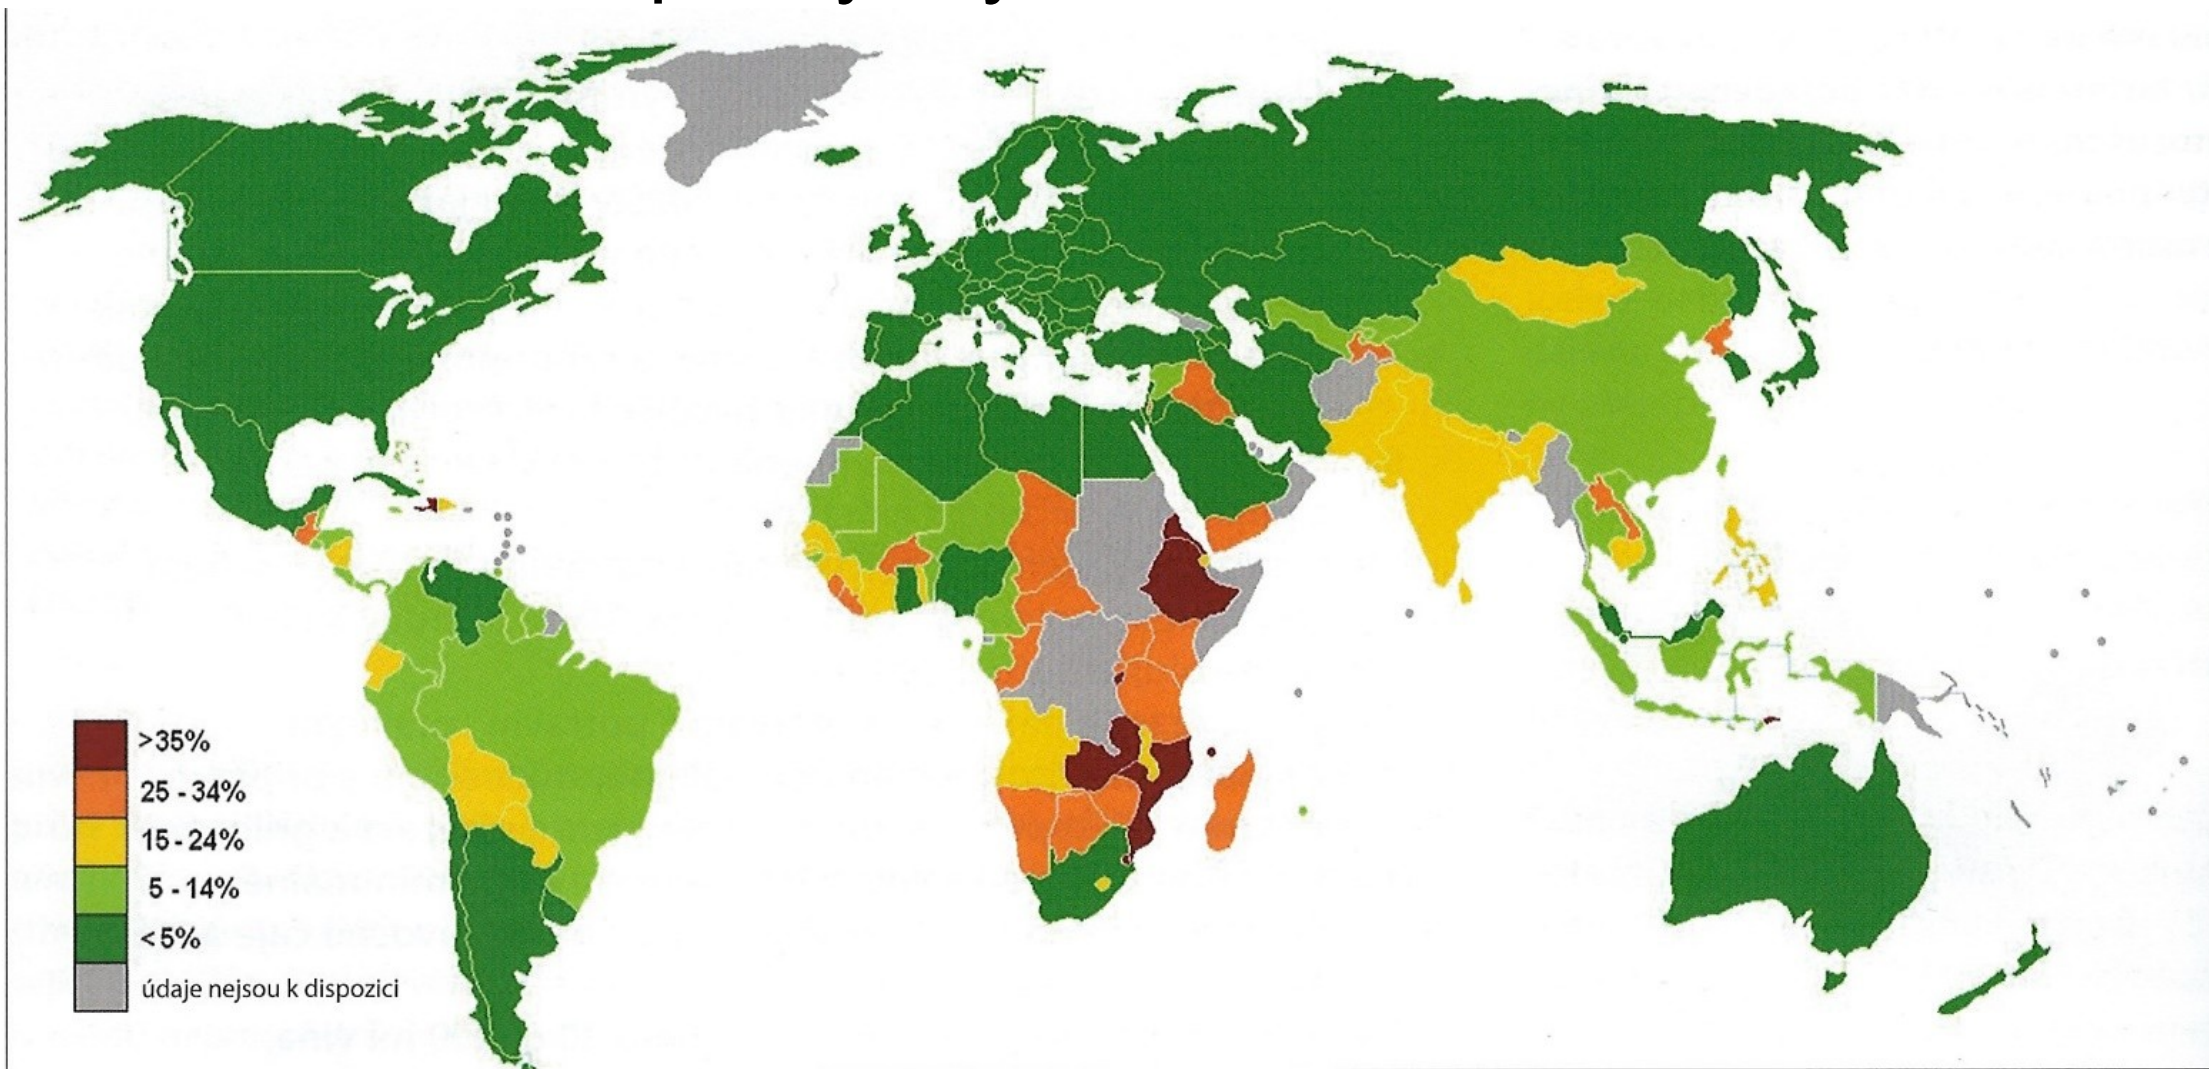 >35%
25 - 34%
15 - 24%
5 - 14%
<5%
údaje nejsou k dispozici